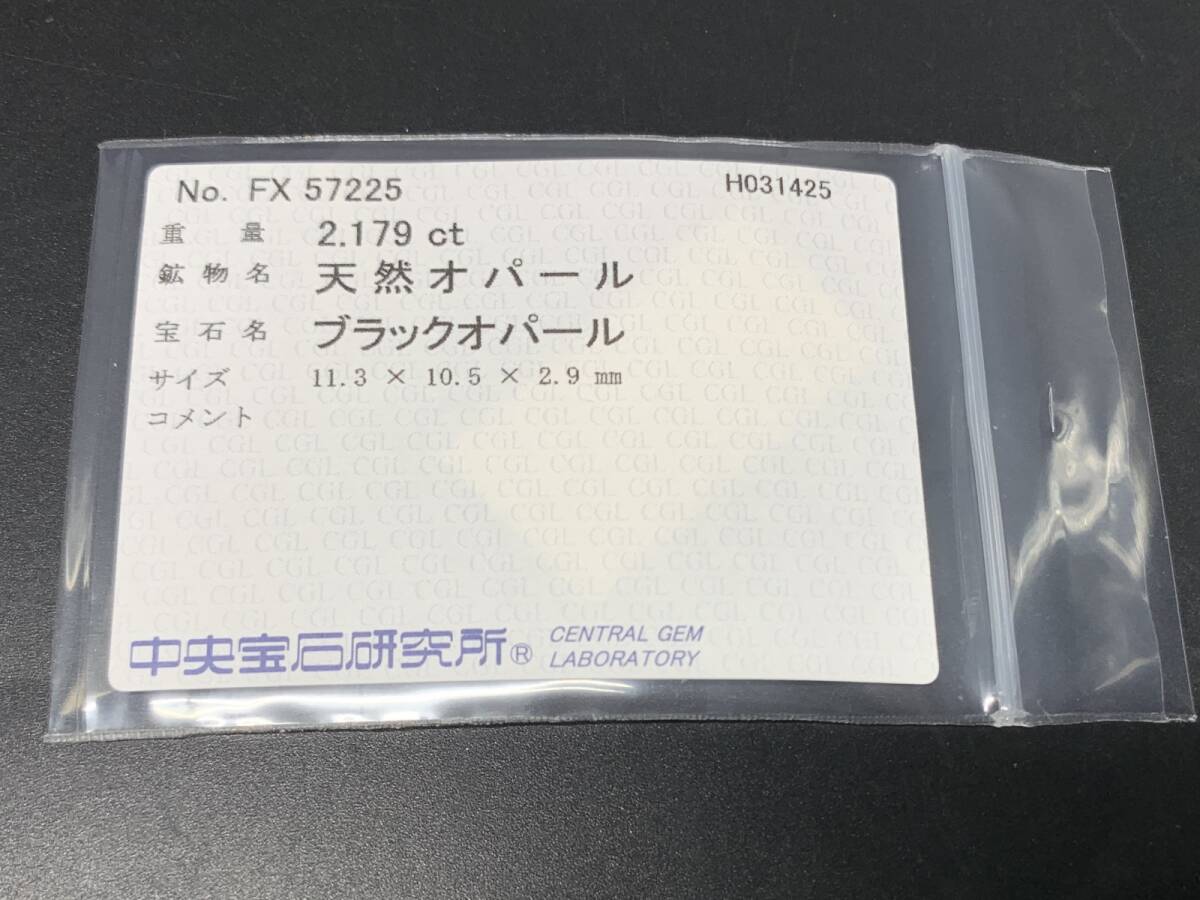 No. FX 57225 H031425
重 量 2.179 ct
鉱物名 天然オパール
宝石名 ブラックオパール
サイズ 11.3 × 10.5 × 2.9 mm
コメント
中央宝石研究所® CENTRAL GEM
LABORATORY